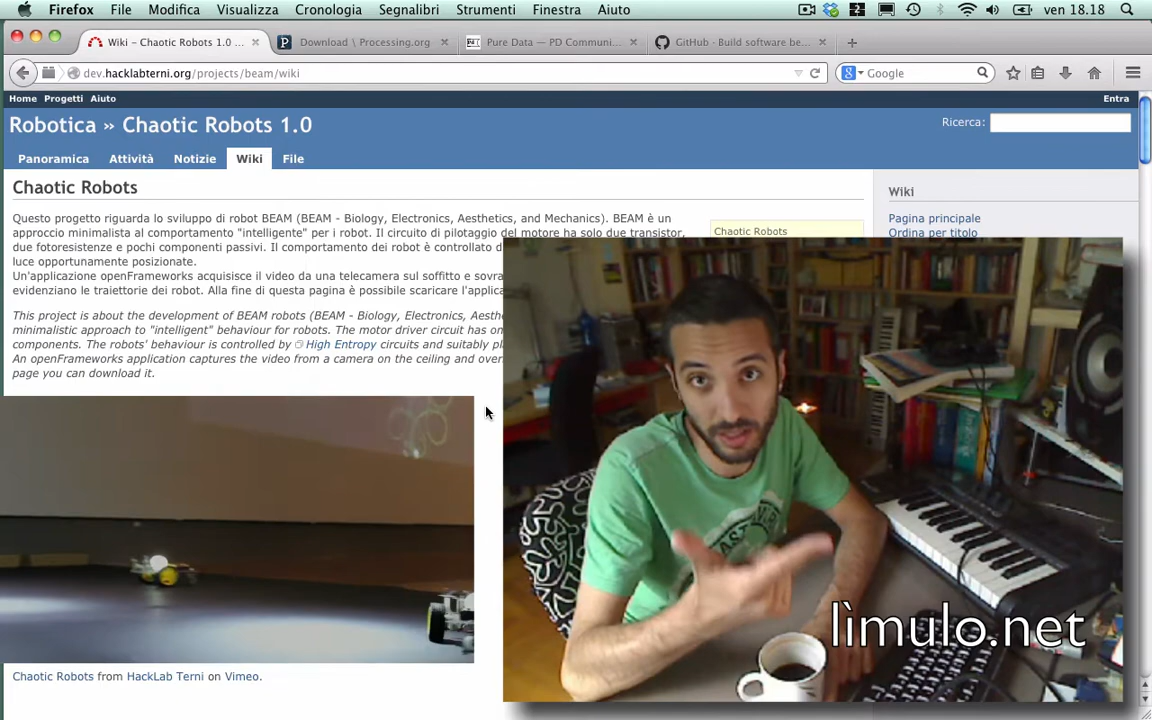 Firefox File Modifica Visualizza Cronologia Segnalibri Strumenti Finestra Aiuto ven 18.18
Wiki – Chaotic Robots 1.0 ... Download \ Processing.org Pure Data — PD Communi... GitHub · Build software be...
dev.hacklabterni.org/projects/beam/wiki Google
Home Progetti Aiuto Entra
Robotica » Chaotic Robots 1.0 Ricerca:
Panoramica Attività Notizie Wiki File
Chaotic Robots Wiki
Questo progetto riguarda lo sviluppo di robot BEAM (BEAM - Biology, Electronics, Aesthetics, and Mechanics). BEAM è un Pagina principale
approccio minimalista al comportamento "intelligente" per i robot. Il circuito di pilotaggio del motore ha solo due transistor, Chaotic Robots Ordina per titolo
due fotoresistenze e pochi componenti passivi. Il comportamento dei robot è controllato d
luce opportunamente posizionate.
Un'applicazione openFrameworks acquisisce il video da una telecamera sul soffitto e sovra
evidenziano le traiettorie dei robot. Alla fine di questa pagina è possibile scaricare l'applica
This project is about the development of BEAM robots (BEAM - Biology, Electronics, Aesthe
minimalistic approach to "intelligent" behaviour for robots. The motor driver circuit has on
components. The robots' behaviour is controlled by High Entropy circuits and suitably pl
An openFrameworks application captures the video from a camera on the ceiling and over
page you can download it.
lìmulo.net
Chaotic Robots from HackLab Terni on Vimeo.